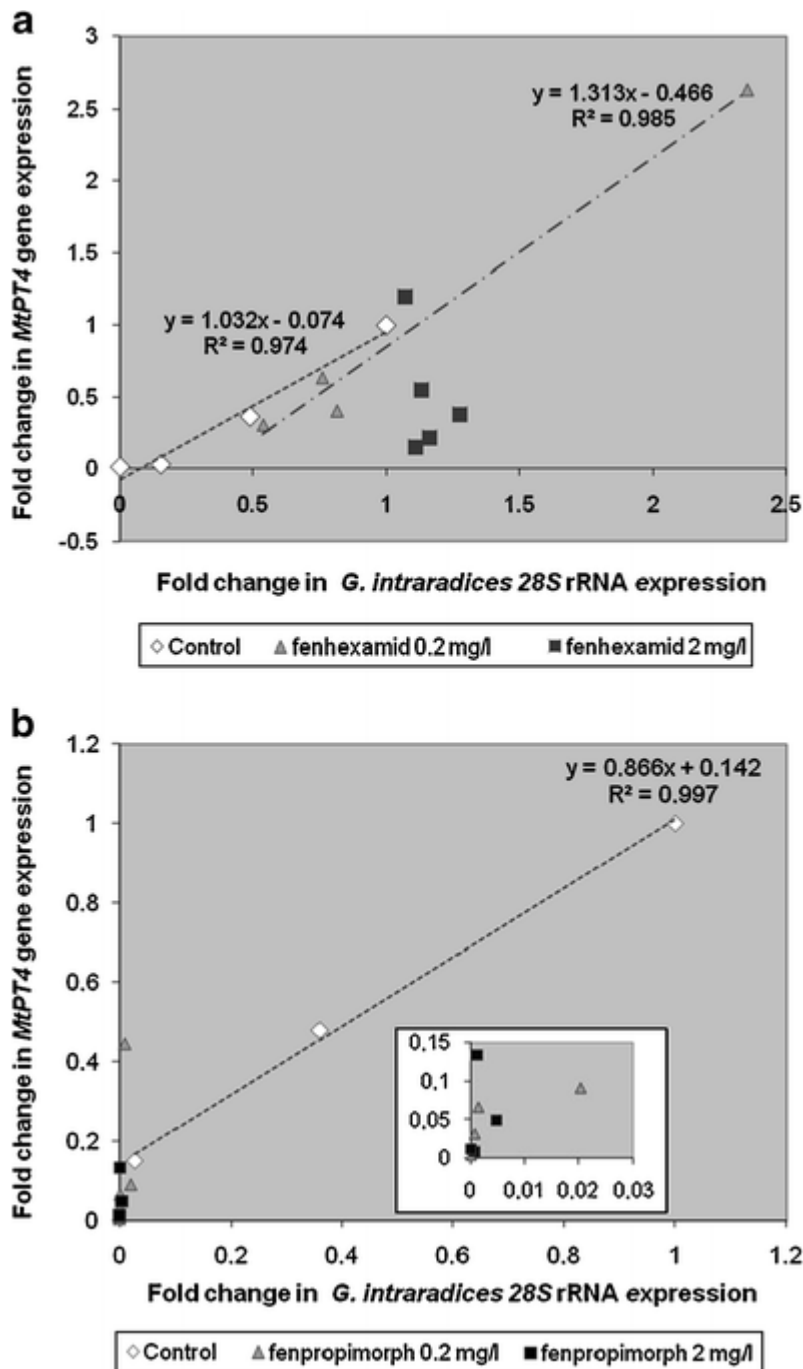 a
3
2.5
2
1.5
1
0.5
0
-0.5
y = 1.313x - 0.466
R² = 0.985
y = 1.032x - 0.074
R² = 0.974
0 0.5 1 1.5 2 2.5
Fold change in MtPT4 gene expression
Fold change in G. intraradices 28S rRNA expression
Control fenhexamid 0.2 mg/l fenhexamid 2 mg/l
b
1.2
1
0.8
0.6
0.4
0.2
0
y = 0.866x + 0.142
R² = 0.997
0.15
0.1
0.05
0
0 0.01 0.02 0.03
0 0.2 0.4 0.6 0.8 1 1.2
Fold change in MtPT4 gene expression
Fold change in G. intraradices 28S rRNA expression
Control fenpropimorph 0.2 mg/l fenpropimorph 2 mg/l